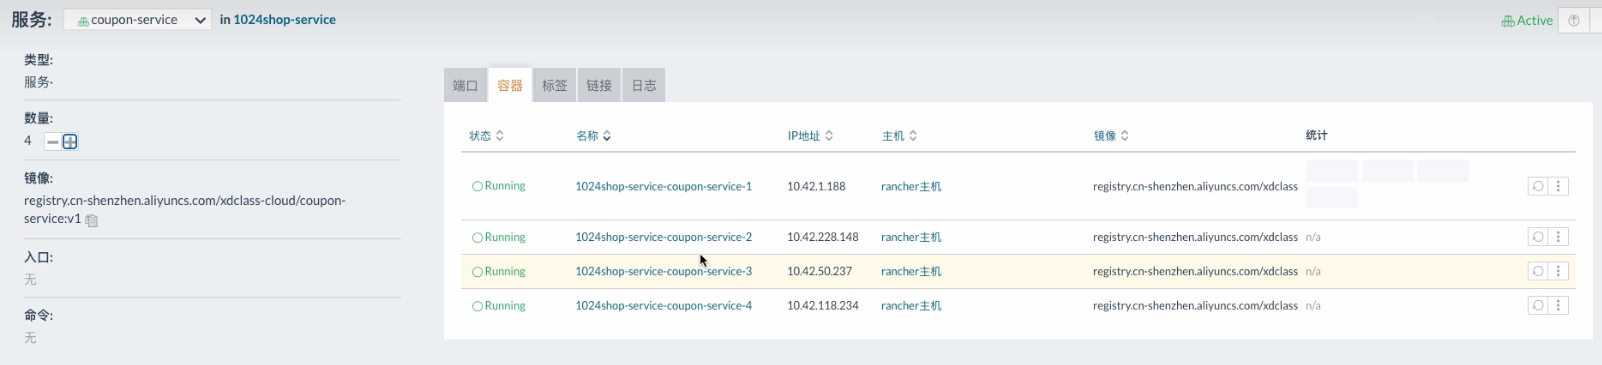 服务: coupon-service in 1024shop-service Active
类型:
服务·
数量:
4
镜像:
registry.cn-shenzhen.aliyuncs.com/xdclass-cloud/coupon-
service:v1
入口:
无
命令:
无
端口 容器 标签 链接 日志
状态 名称 IP地址 主机 镜像 统计
Running 1024shop-service-coupon-service-1 10.42.1.188 rancher主机 registry.cn-shenzhen.aliyuncs.com/xdclass
Running 1024shop-service-coupon-service-2 10.42.228.148 rancher主机 registry.cn-shenzhen.aliyuncs.com/xdclass n/a
Running 1024shop-service-coupon-service-3 10.42.50.237 rancher主机 registry.cn-shenzhen.aliyuncs.com/xdclass n/a
Running 1024shop-service-coupon-service-4 10.42.118.234 rancher主机 registry.cn-shenzhen.aliyuncs.com/xdclass n/a